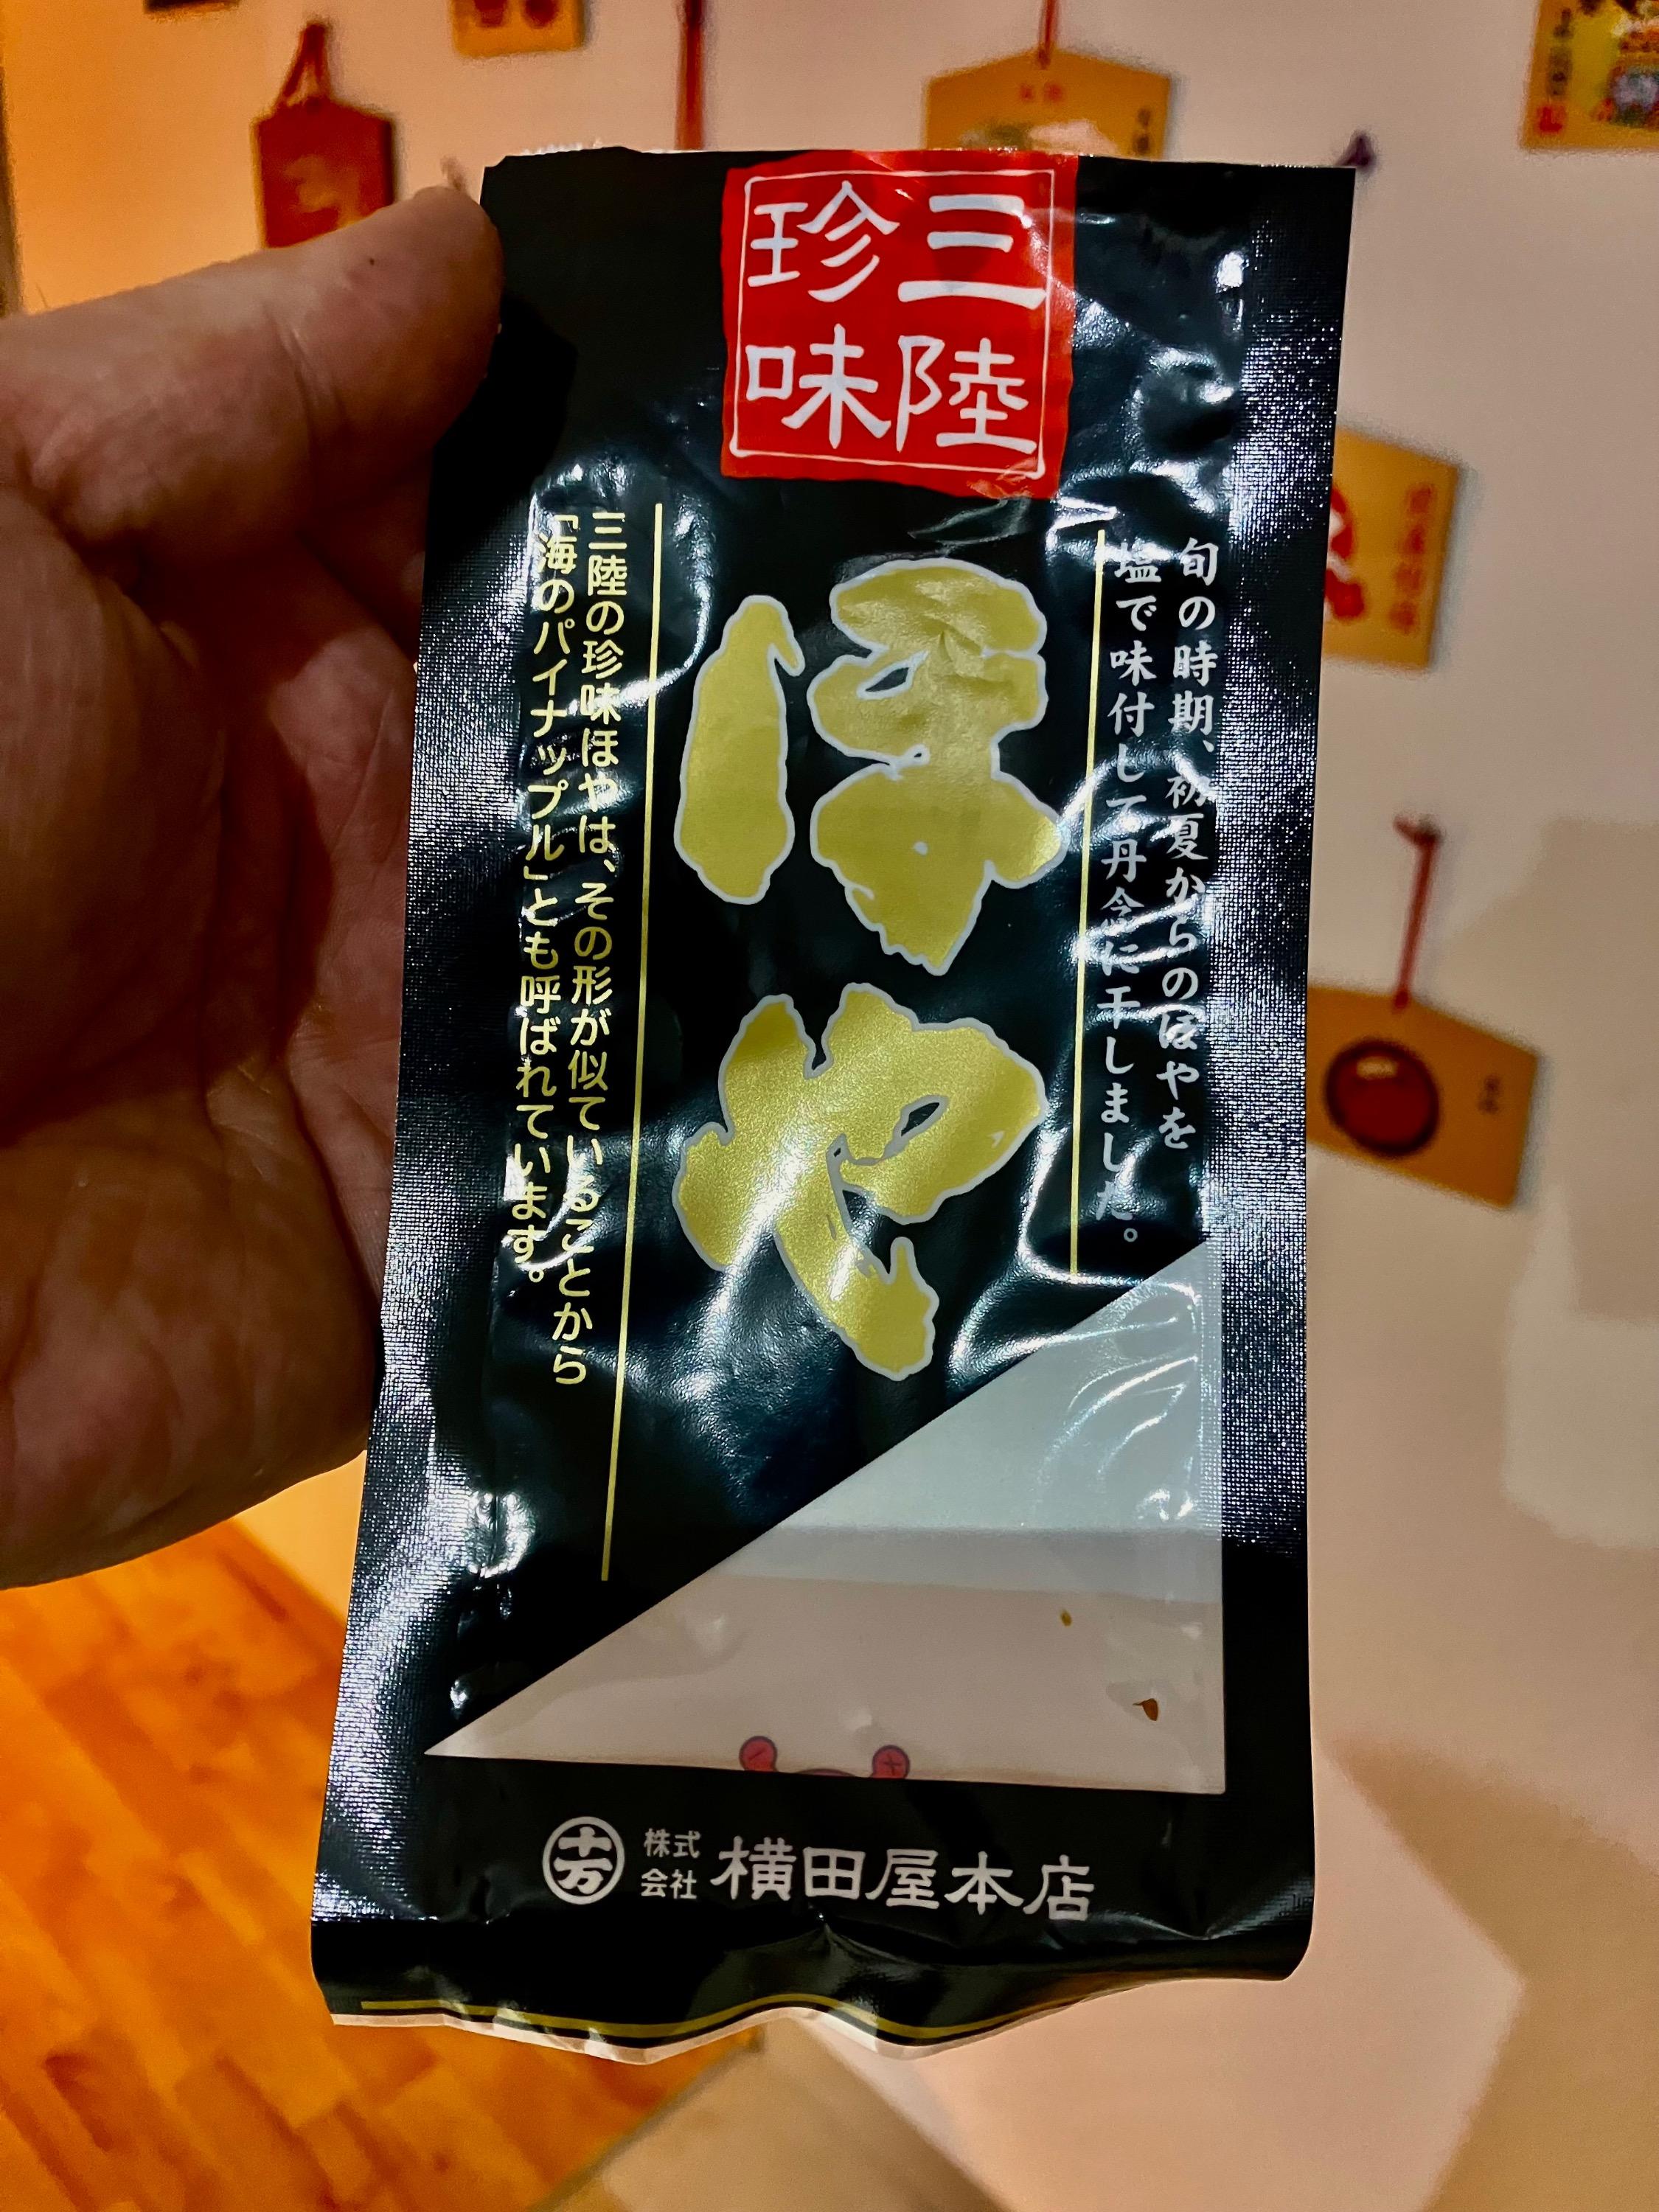 三陸
珍味
旬の時期、初夏からのほやを
塩で味付して丹念に干しました。
ほや
三陸の珍味ほやは、その形が似ていることから
「海のパイナップル」とも呼ばれています。
十万
株式
会社
横田屋本店